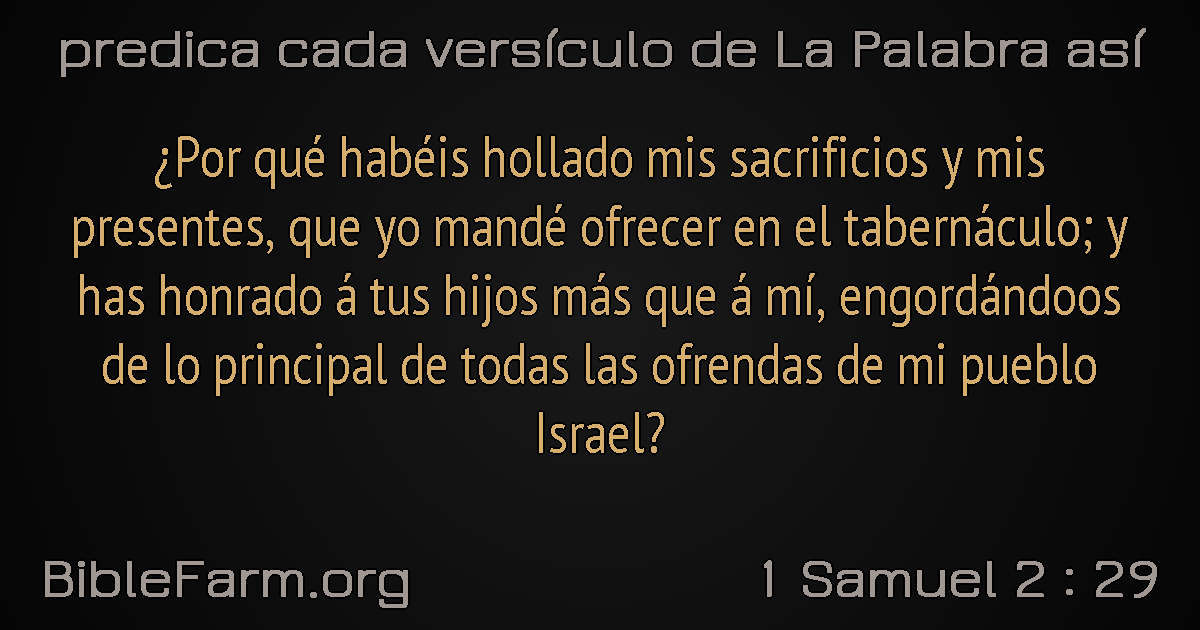 predica cada versículo de La Palabra así
¿Por qué habéis hollado mis sacrificios y mis
presentes, que yo mandé ofrecer en el tabernáculo; y
has honrado á tus hijos más que á mí, engordándoos
de lo principal de todas las ofrendas de mi pueblo
Israel?
BibleFarm.org
1 Samuel 2 : 29